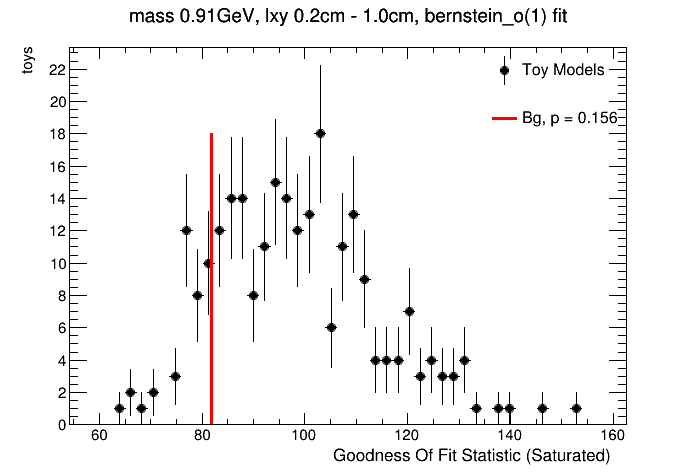 mass 0.91GeV, lxy 0.2cm - 1.0cm, bernstein_o(1) fit
toys
Toy Models
Bg, p = 0.156
22
20
18
16
14
12
10
8
6
4
2
0
60 80 100 120 140 160
Goodness Of Fit Statistic (Saturated)